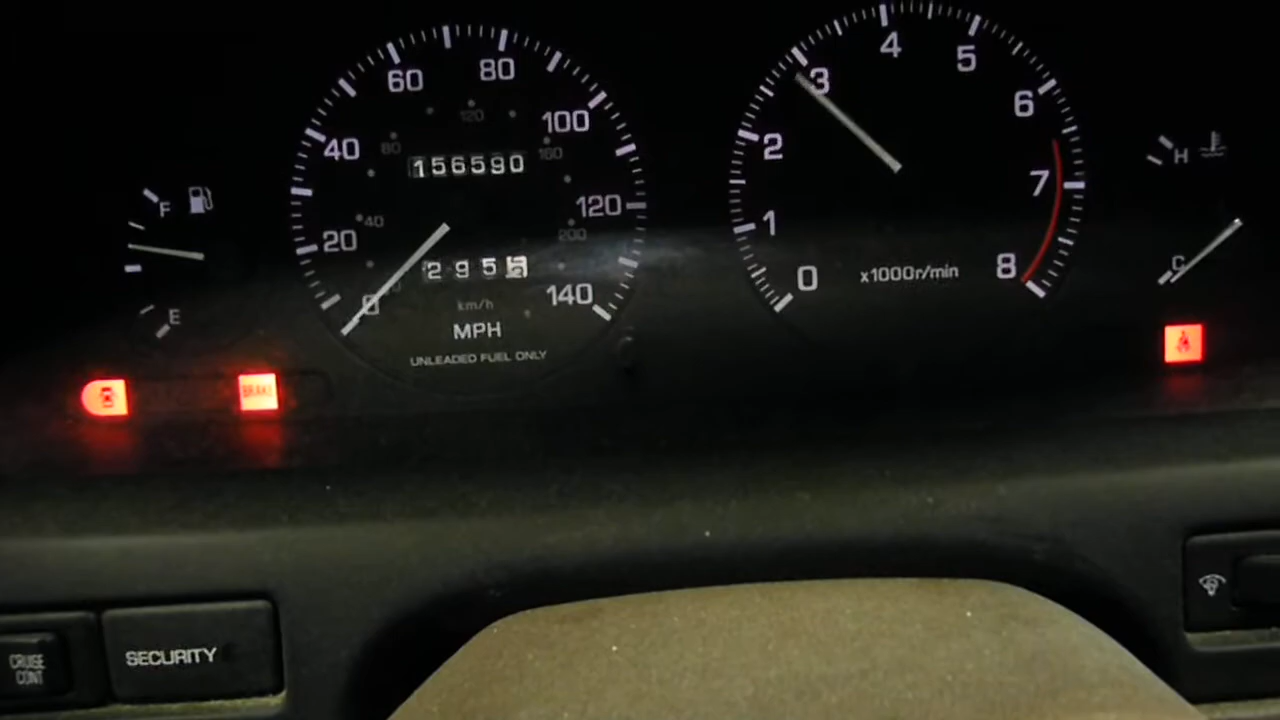 60 80
40 100
20 120
0 140
80 120 160
40 200
156590
2955
km/h
MPH
UNLEADED FUEL ONLY
0 1 2 3 4 5 6 7 8
x1000r/min
F
E
H
C
BRAKE
CRUISE
CONT
SECURITY